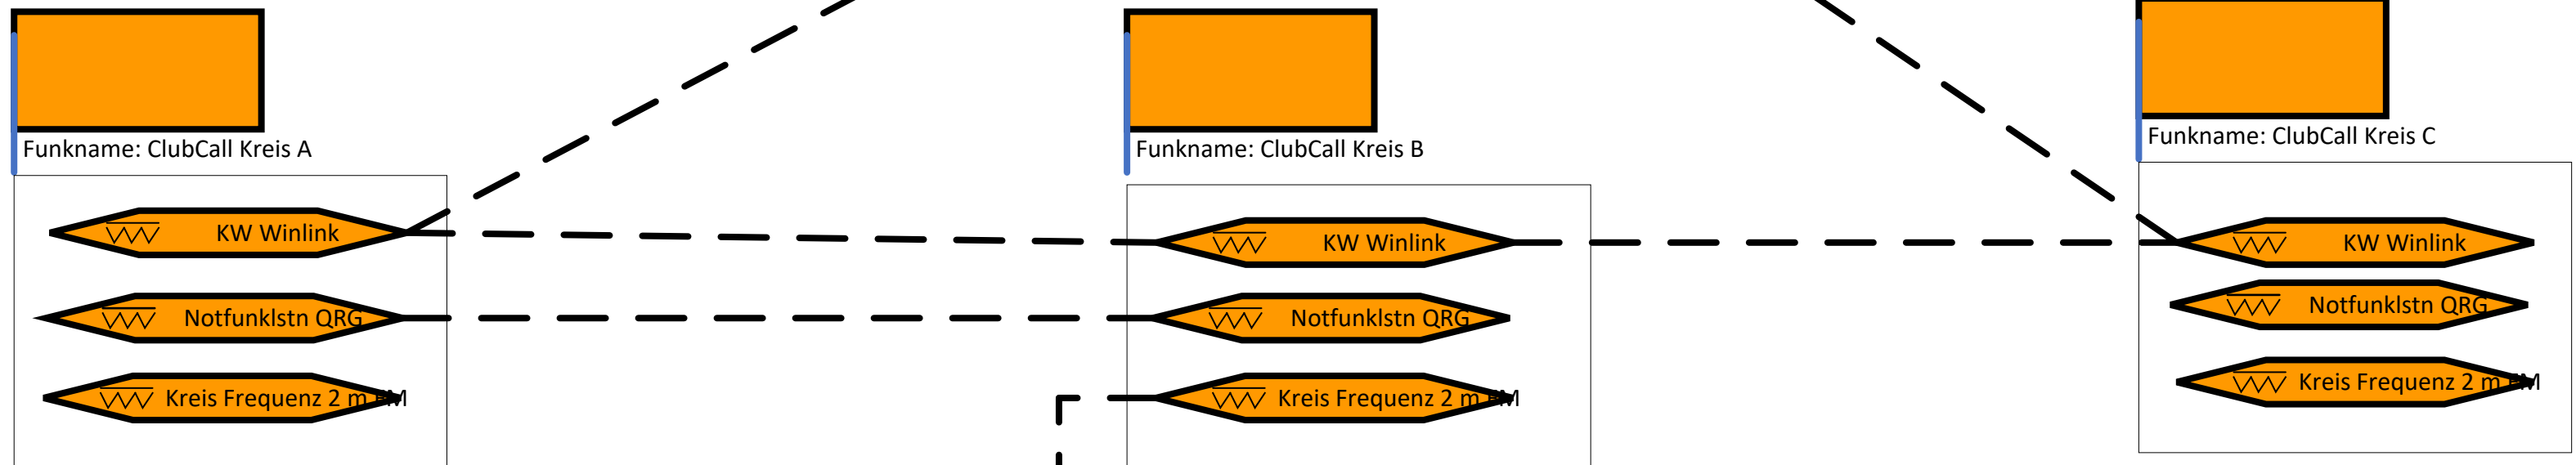 Funkname: ClubCall Kreis A
KW Winlink
Notfunklstn QRG
Kreis Frequenz 2 m FM
Funkname: ClubCall Kreis B
KW Winlink
Notfunklstn QRG
Kreis Frequenz 2 m FM
Funkname: ClubCall Kreis C
KW Winlink
Notfunklstn QRG
Kreis Frequenz 2 m FM